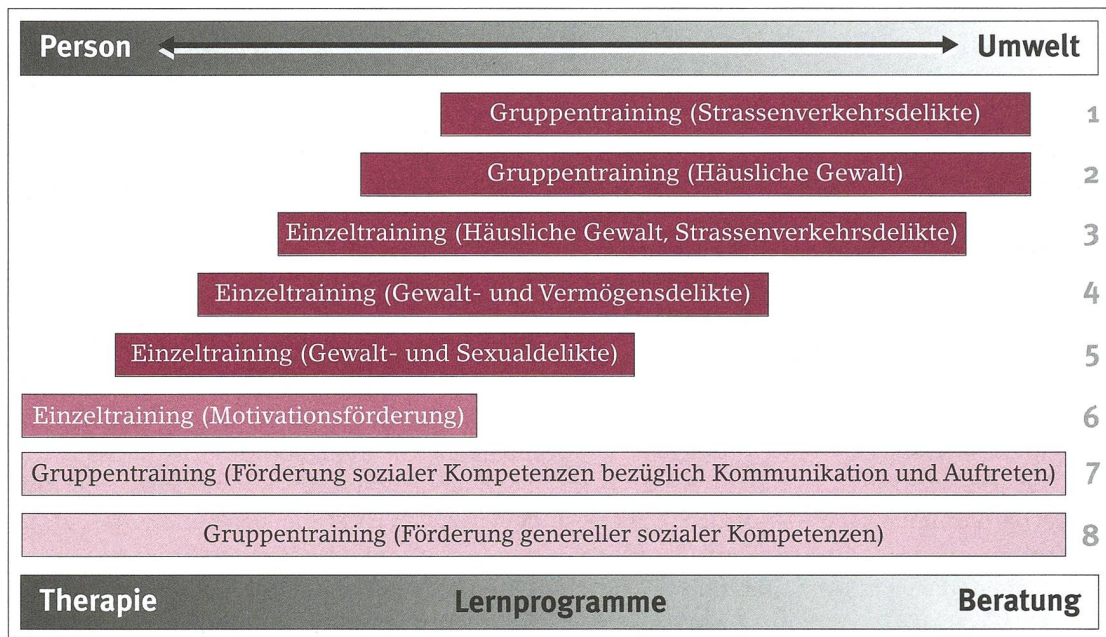 Person Umwelt
Gruppentraining (Strassenverkehrsdelikte) 1
Gruppentraining (Häusliche Gewalt) 2
Einzeltraining (Häusliche Gewalt, Strassenverkehrsdelikte) 3
Einzeltraining (Gewalt- und Vermögensdelikte) 4
Einzeltraining (Gewalt- und Sexualdelikte) 5
Einzeltraining (Motivationsförderung) 6
Gruppentraining (Förderung sozialer Kompetenzen bezüglich Kommunikation und Auftreten) 7
Gruppentraining (Förderung genereller sozialer Kompetenzen) 8
Therapie Lernprogramme Beratung